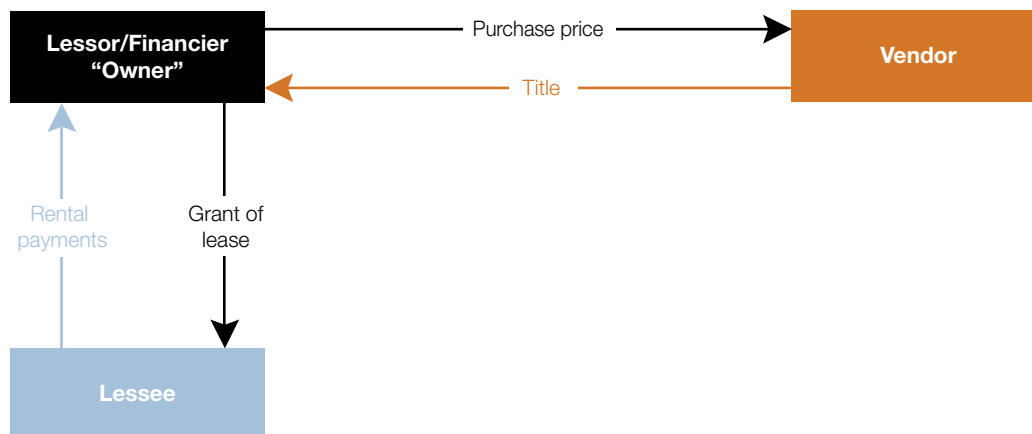 Lessor/Financier
“Owner”
Purchase price
Vendor
Title
Rental
payments
Grant of
lease
Lessee